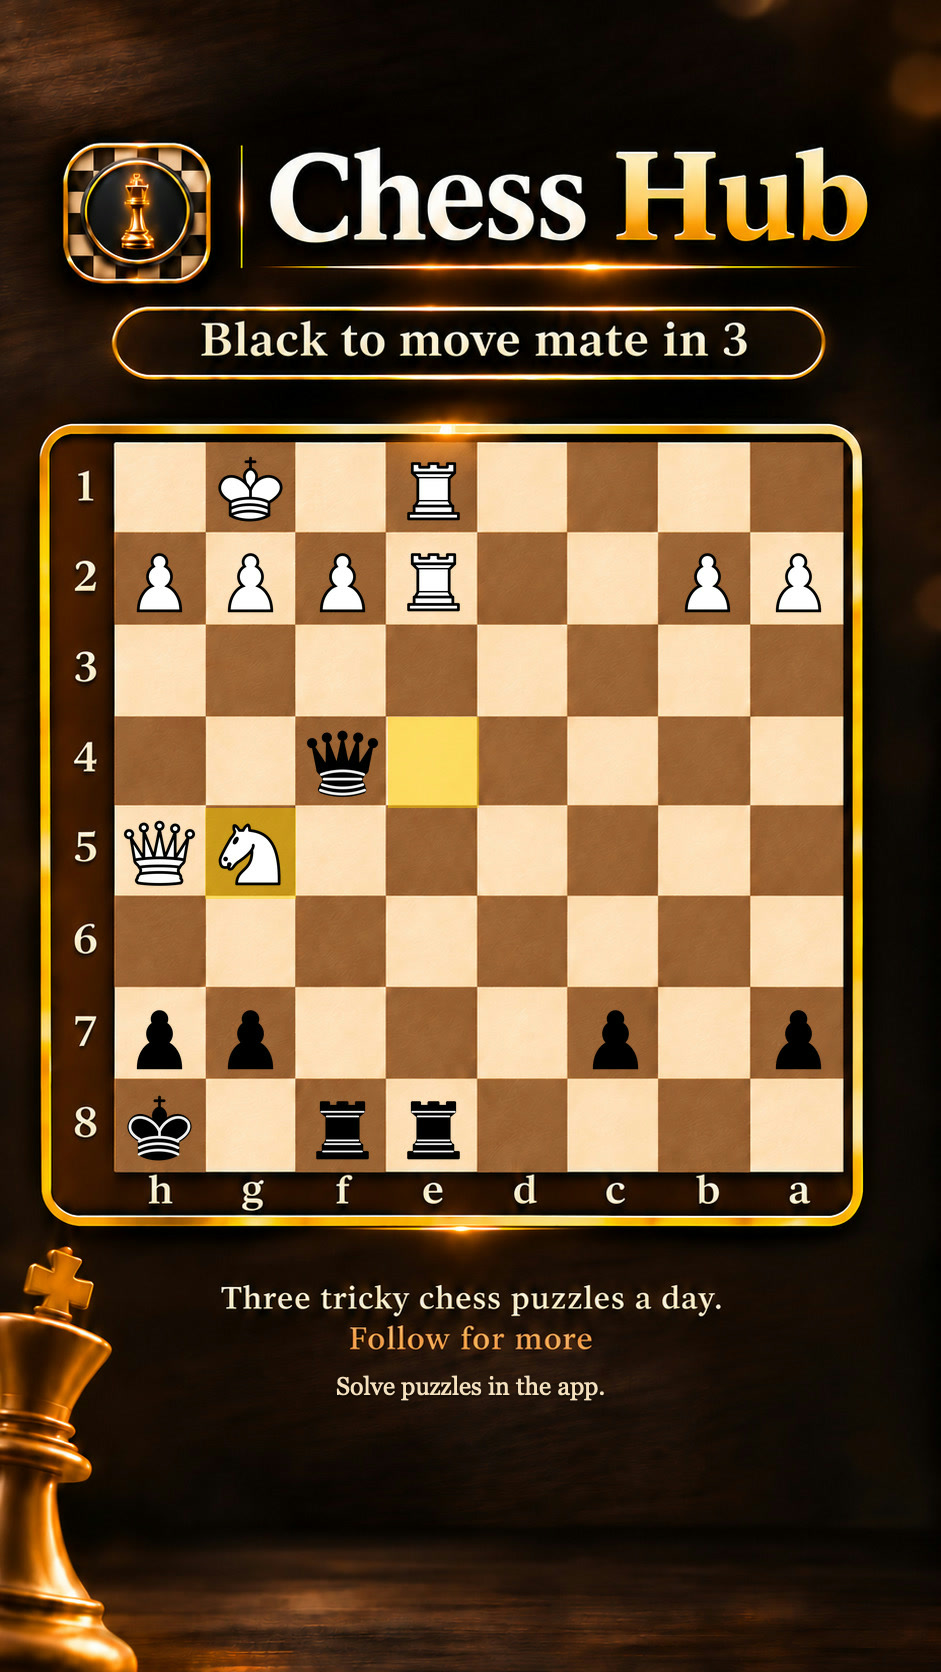 Chess Hub
Black to move mate in 3
1
2
3
4
5
6
7
8
h g f e d c b a
Three tricky chess puzzles a day.
Follow for more
Solve puzzles in the app.